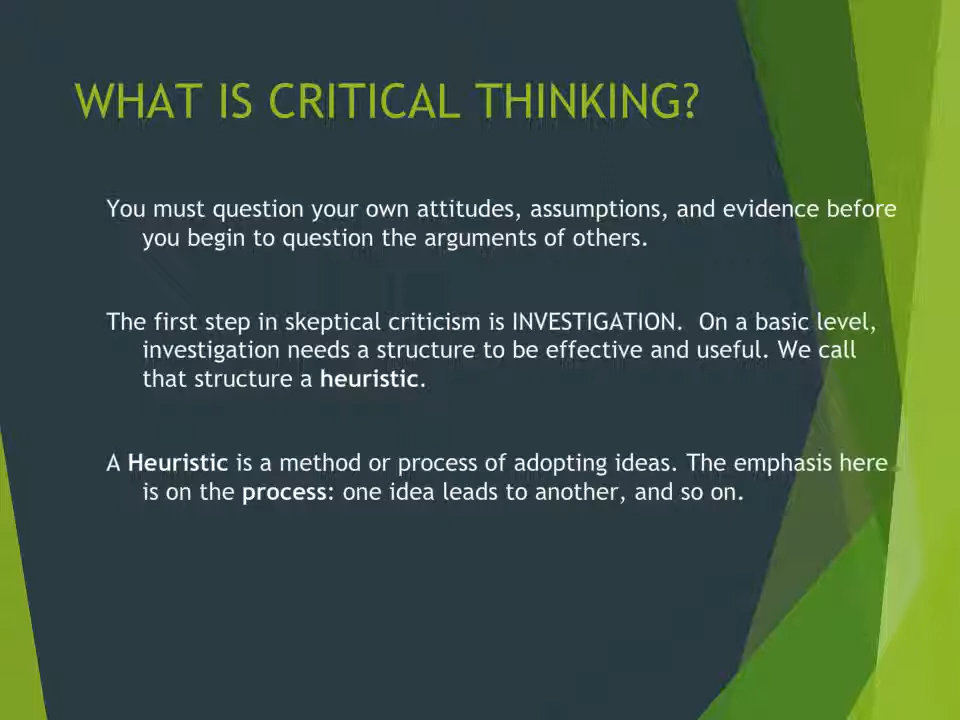 WHAT IS CRITICAL THINKING?
You must question your own attitudes, assumptions, and evidence before
you begin to question the arguments of others.
The first step in skeptical criticism is INVESTIGATION.  On a basic level,
investigation needs a structure to be effective and useful. We call
that structure a heuristic.
A Heuristic is a method or process of adopting ideas. The emphasis here
is on the process: one idea leads to another, and so on.